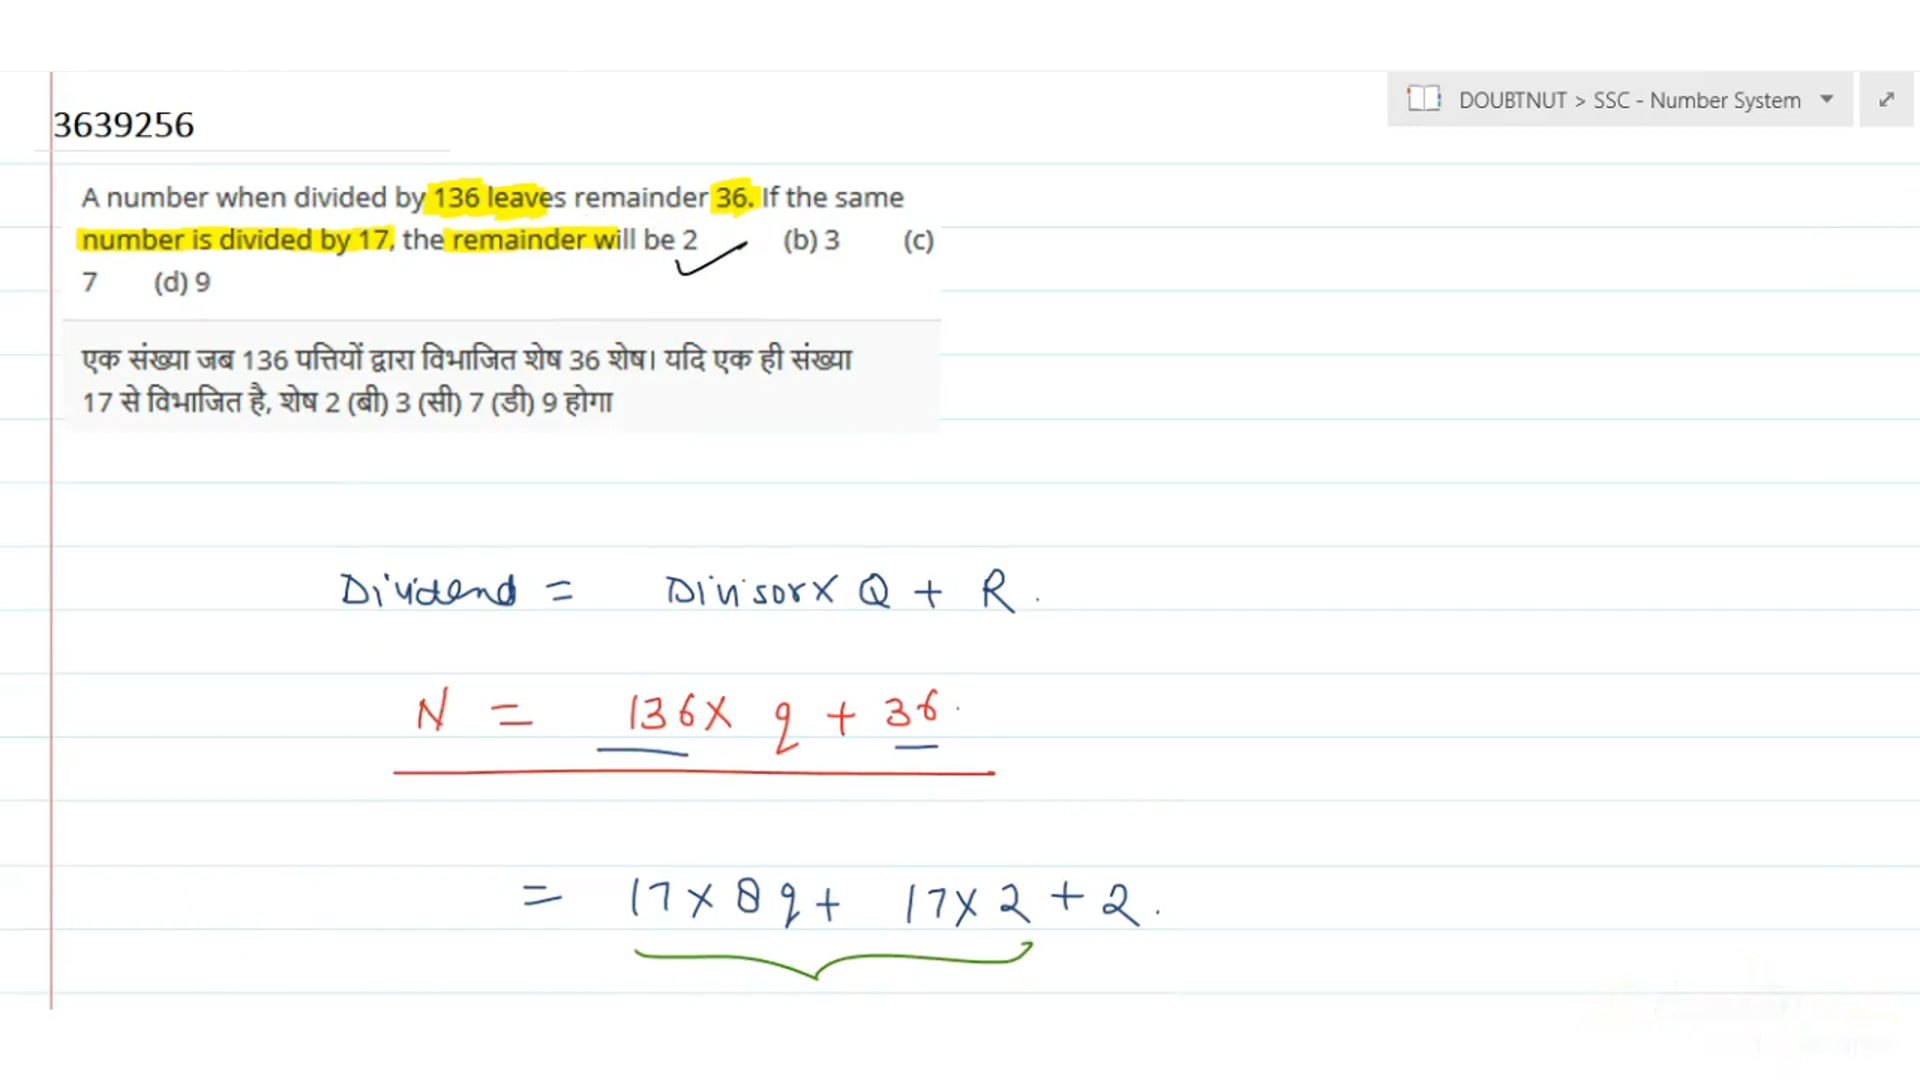 DOUBTNUT > SSC - Number System
3639256
A number when divided by 136 leaves remainder 36. If the same
number is divided by 17, the remainder will be 2 (b) 3 (c)
7 (d) 9
एक संख्या जब 136 पत्तियों द्वारा विभाजित शेष 36 शेष। यदि एक ही संख्या
17 से विभाजित है, शेष 2 (बी) 3 (सी) 7 (डी) 9 होगा
Dividend = Divisor X Q + R .
N = 136 X q + 36 .
= 17 X 8 q + 17 X 2 + 2 .